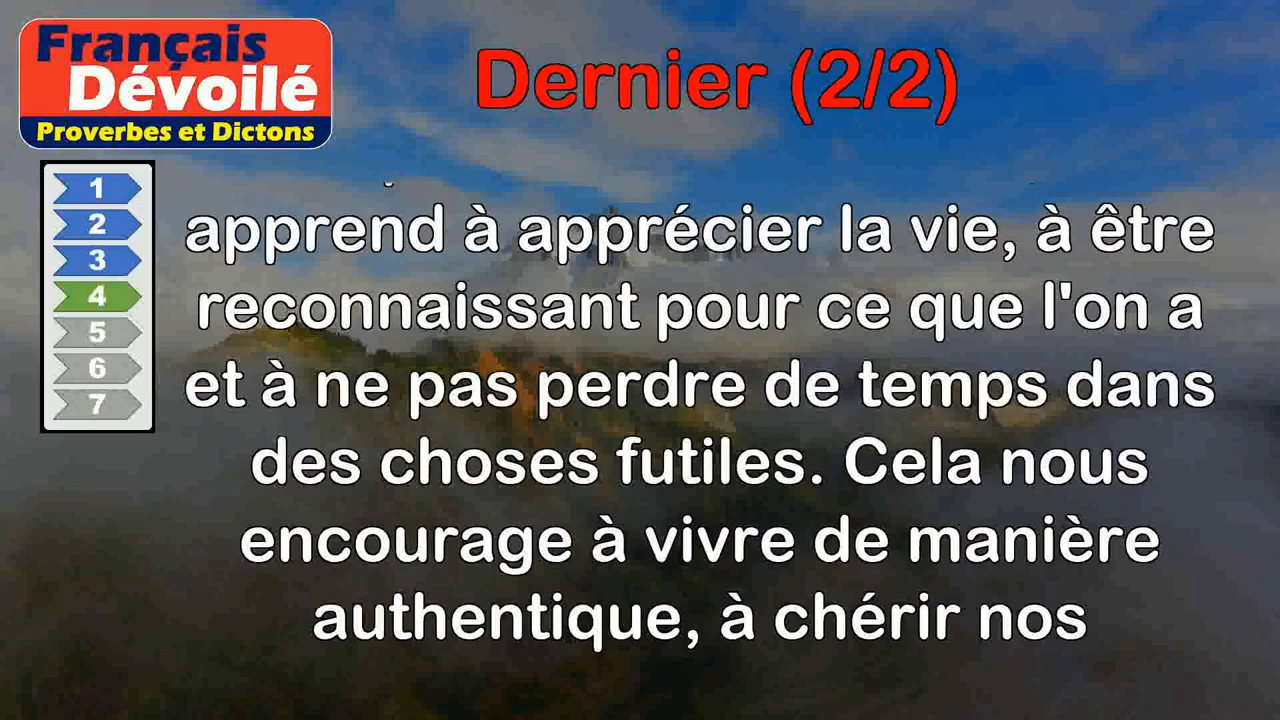 Français
Dévoilé
Proverbes et Dictons
Dernier (2/2)
1
2
3
4
5
6
7
apprend à apprécier la vie, à être
reconnaissant pour ce que l'on a
et à ne pas perdre de temps dans
des choses futiles. Cela nous
encourage à vivre de manière
authentique, à chérir nos